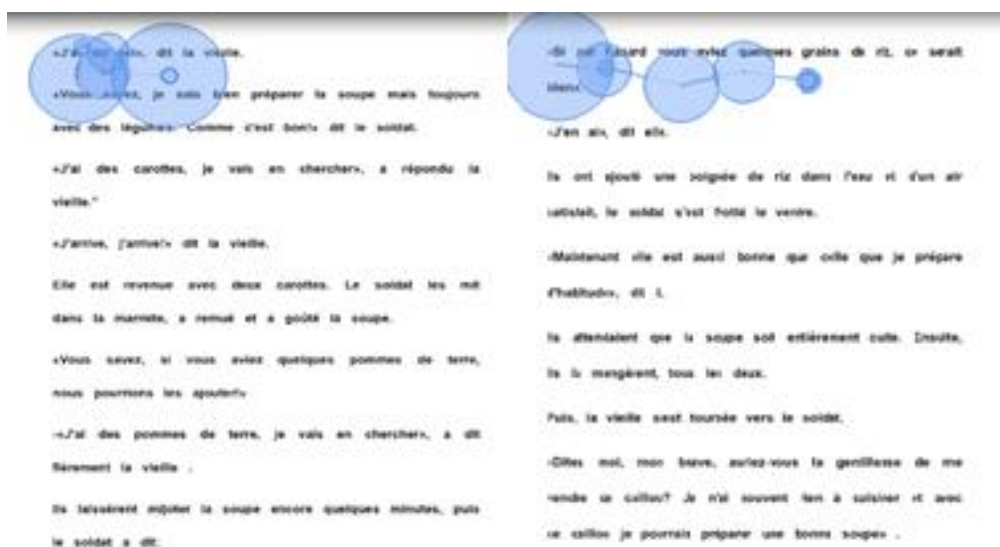 dit la vieille.
«Vous je bien préparer la soupe mais toujours
avec des légumes. Comme c'est bon!» dit le soldat.
«J'ai des carottes, je vais en chercher», a répondu la
vieille."
«J'arrive, j'arrive!» dit la vieille.
Elle est revenue avec deux carottes. Le soldat les mit
dans la marmite, a remué et a goûté la soupe.
«Vous savez, si vous aviez quelques pommes de terre,
nous pourrions les ajouter!»
-«J'ai des pommes de terre, je vais en chercher», a dit
fièrement la vieille .
Ils laissèrent mijoter la soupe encore quelques minutes, puis
le soldat a dit:
vous aviez quelques grains de riz, ce serait
bien»
«J'en ai», dit elle.
Ils ont ajouté une poignée de riz dans l'eau et d'un air
satisfait, le soldat s'est frotté le ventre.
«Maintenant elle est aussi bonne que celle que je prépare
d'habitude», dit
Ils attendaient que la soupe soit entièrement cuite. Ensuite,
ils la mangèrent, tous les deux.
Puis, la vieille s'est tournée vers le soldat.
-Dites moi, mon brave, auriez-vous la gentillesse de me
rendre ce caillou? Je n'ai souvent rien à cuisiner et avec
ce caillou je pourrais préparer une bonne soupe» .